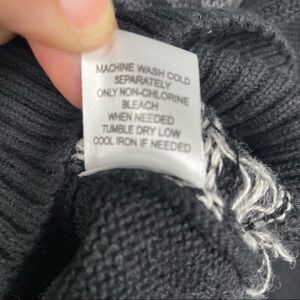 MACHINE WASH COLD
SEPARATELY
ONLY NON-CHLORINE
BLEACH
WHEN NEEDED
TUMBLE DRY LOW
COOL IRON IF NEEDED